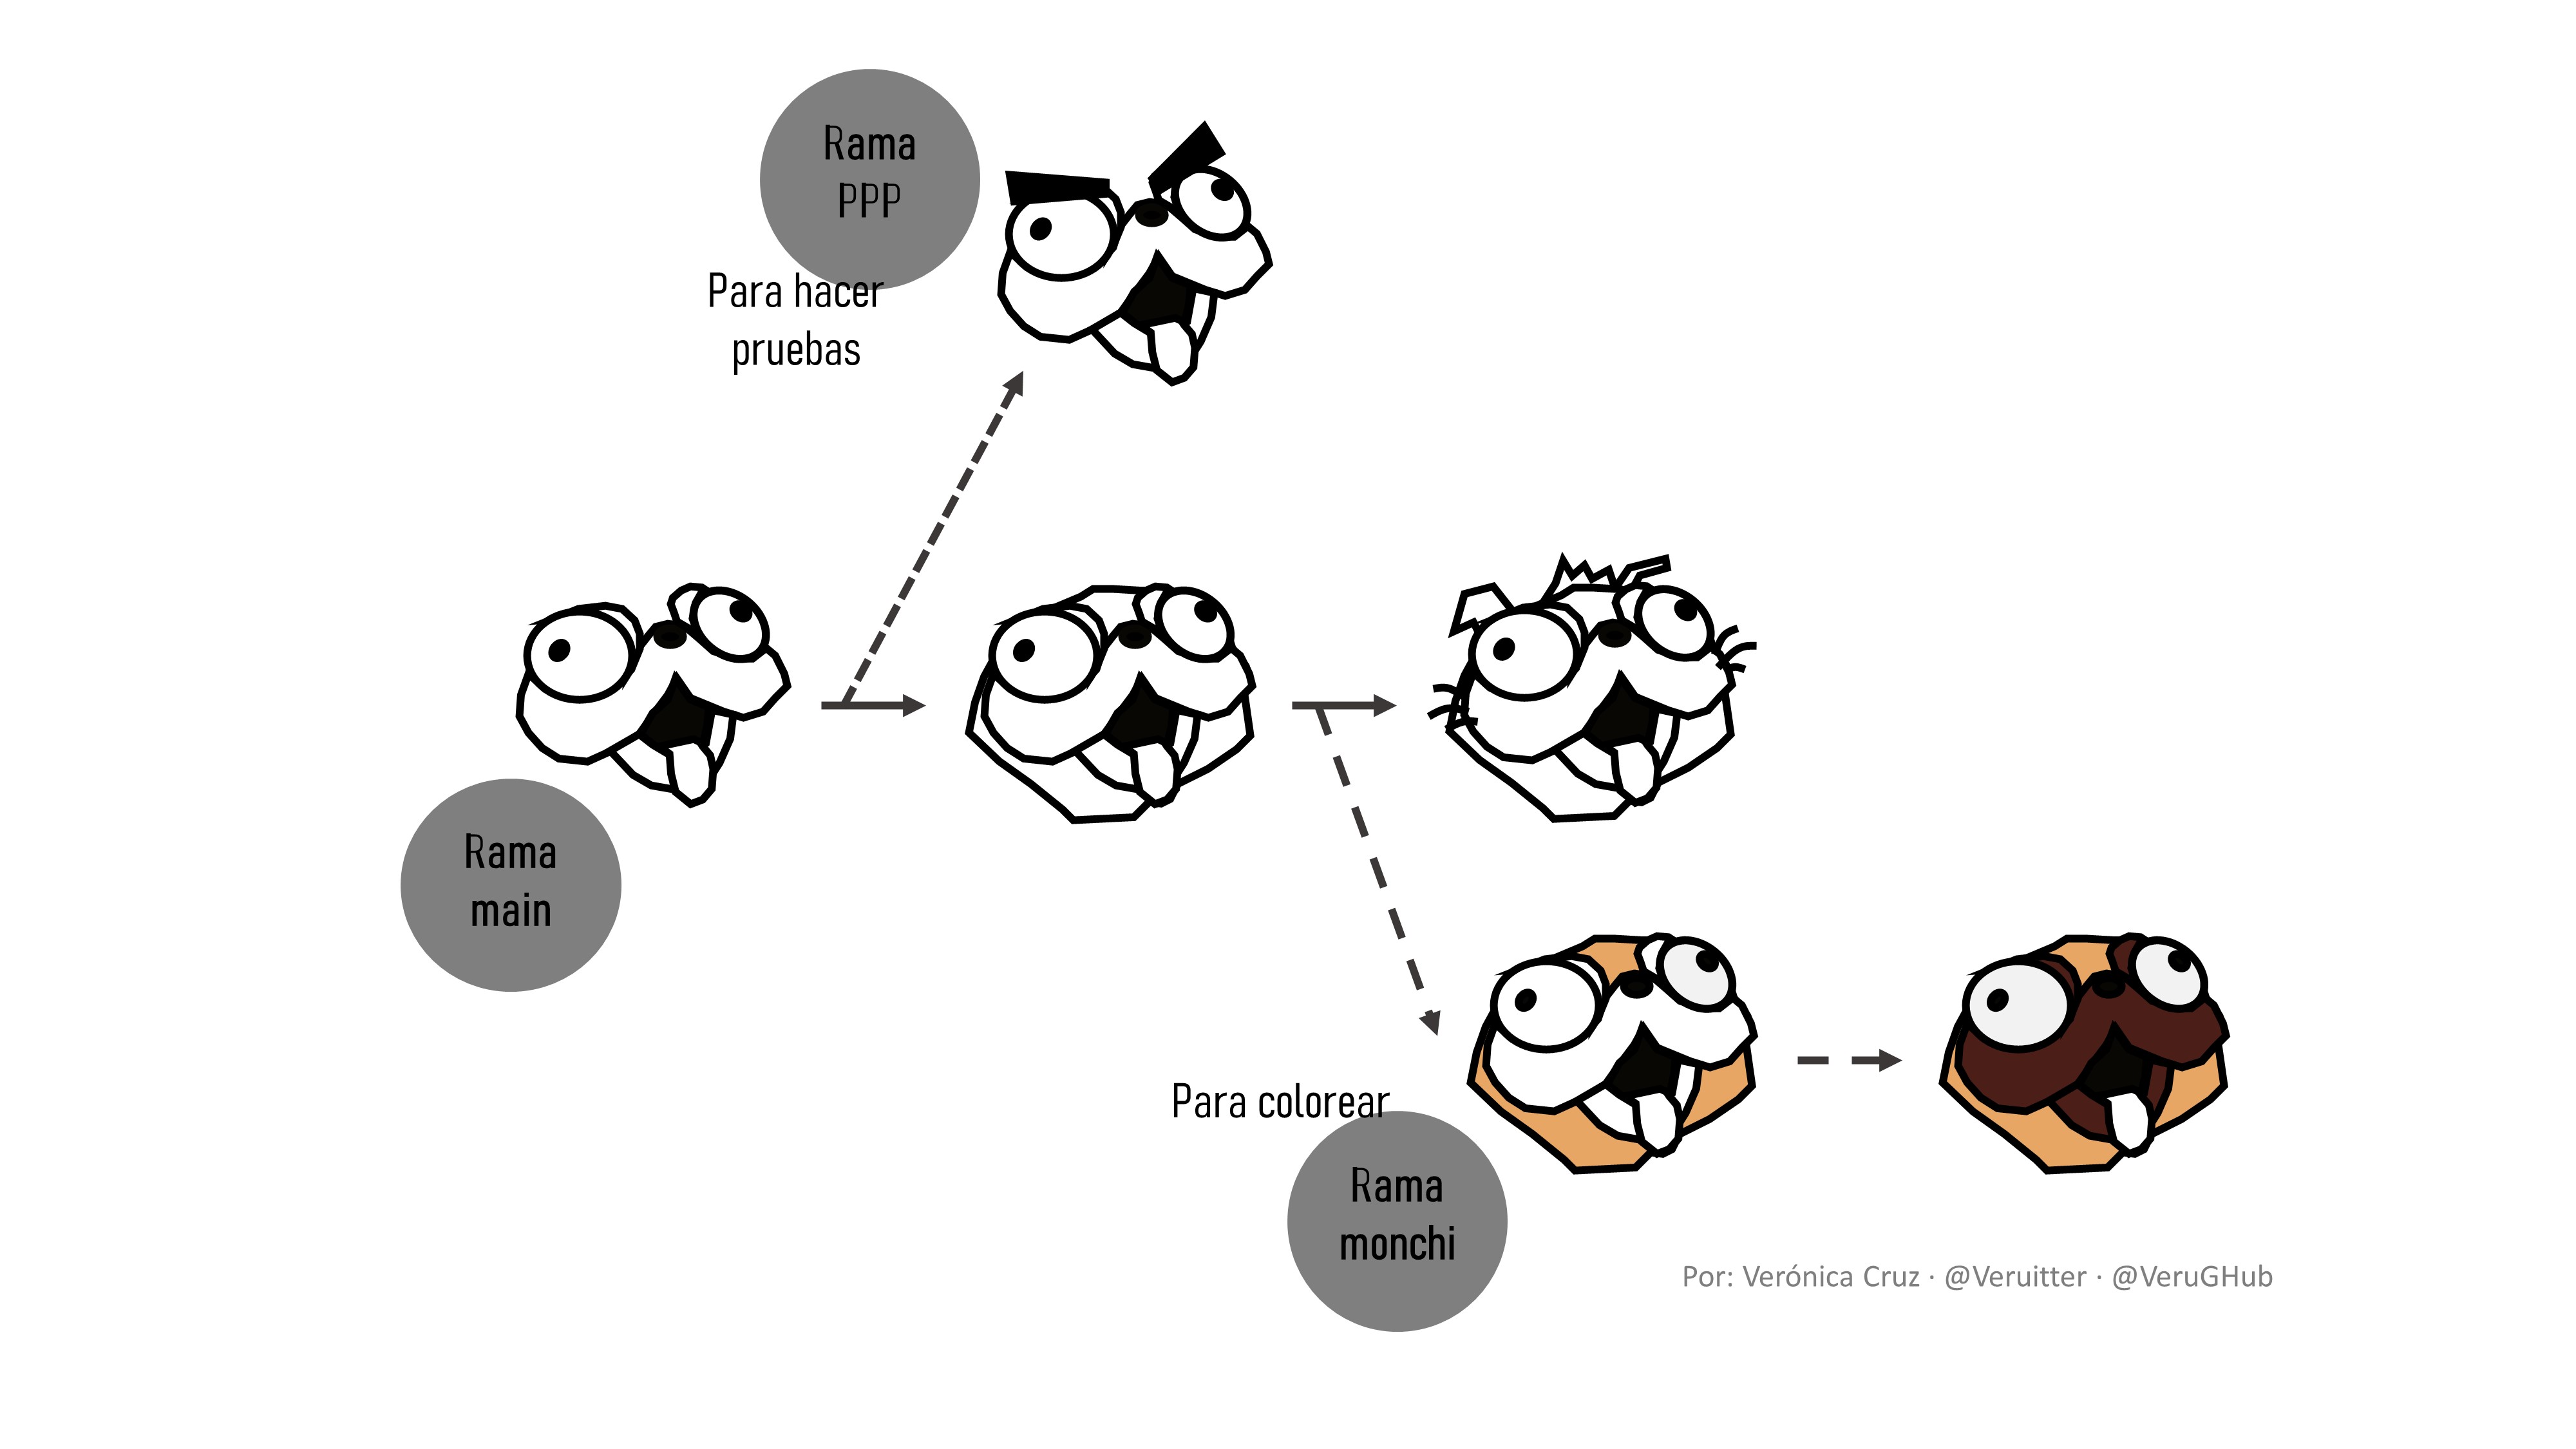 Rama
PPP
Para hacer
pruebas
Rama
main
Para colorear
Rama
monchi
Por: Verónica Cruz · @Veruitter · @VeruGHub